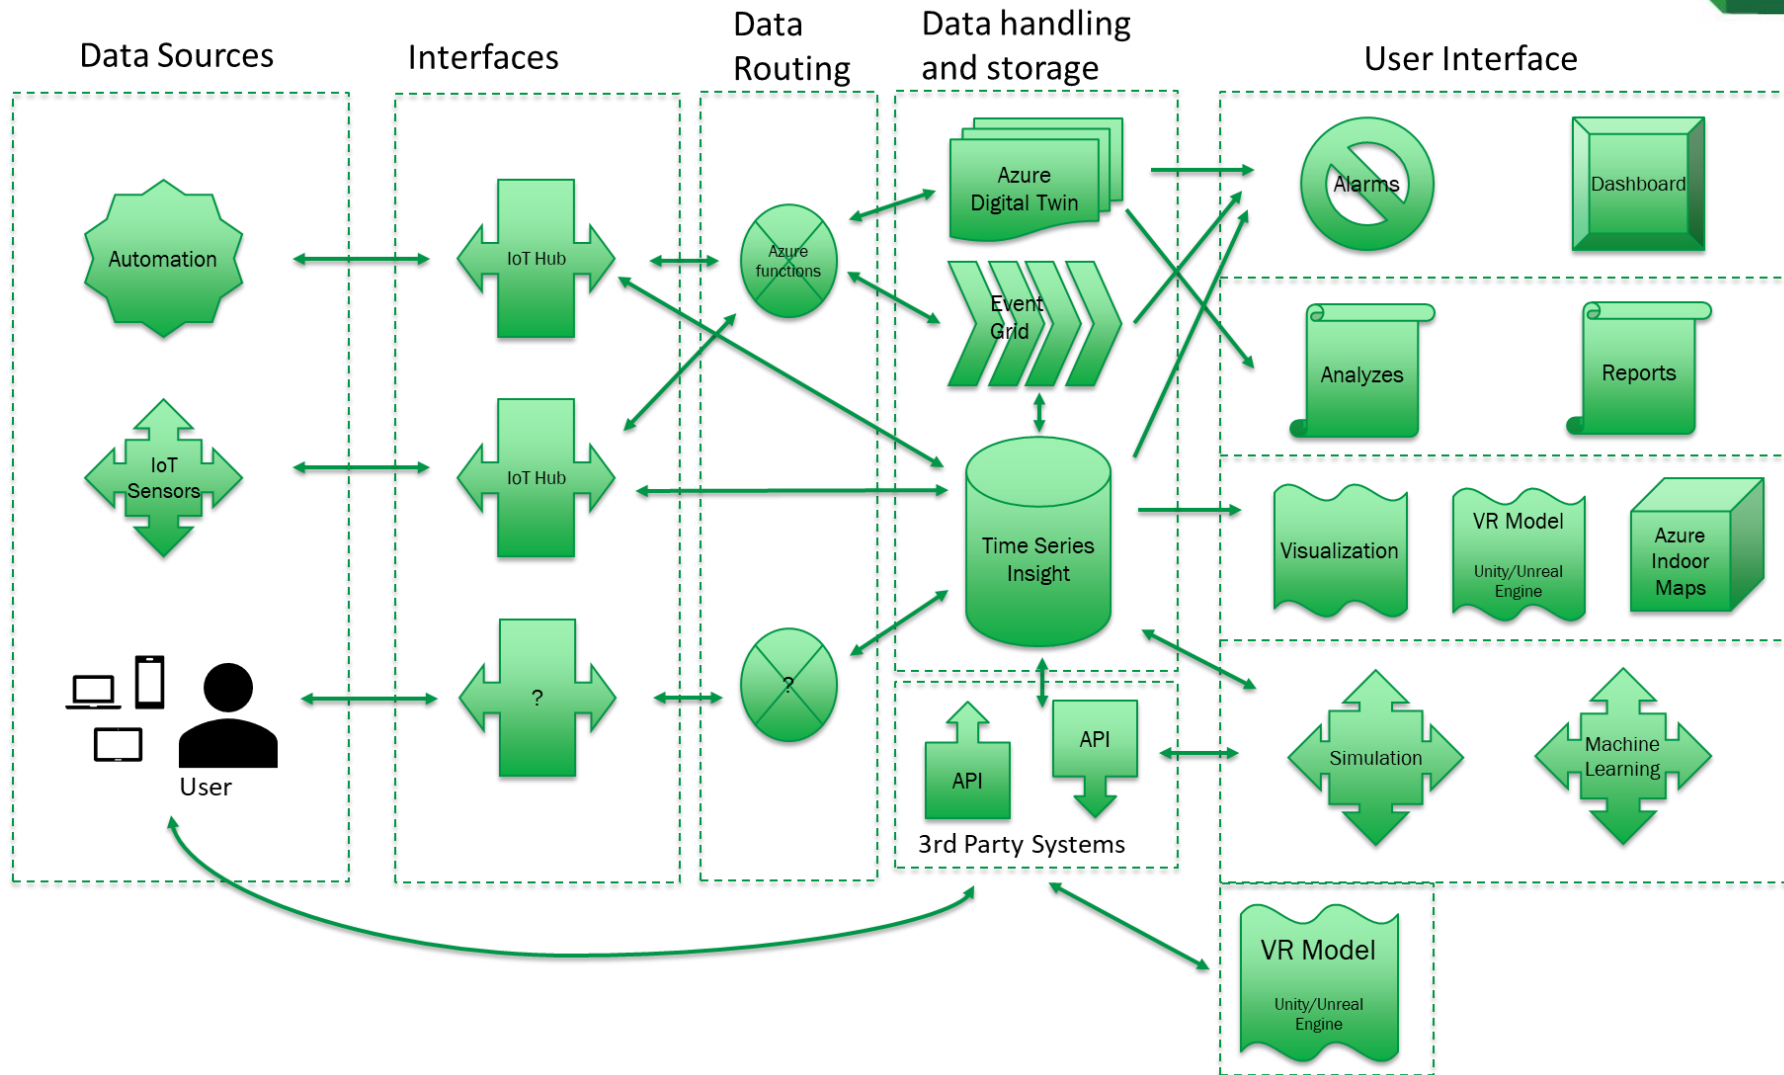 Data Sources
Interfaces
Data
Routing
Data handling
and storage
User Interface
Automation
IoT Hub
Azure
functions
Azure
Digital Twin
Event
Grid
Alarms
Dashboard
Analyzes
Reports
IoT
Sensors
IoT Hub
Time Series
Insight
Visualization
VR Model
Unity/Unreal
Engine
Azure
Indoor
Maps
User
?
?
API
API
3rd Party Systems
Simulation
Machine
Learning
VR Model
Unity/Unreal
Engine